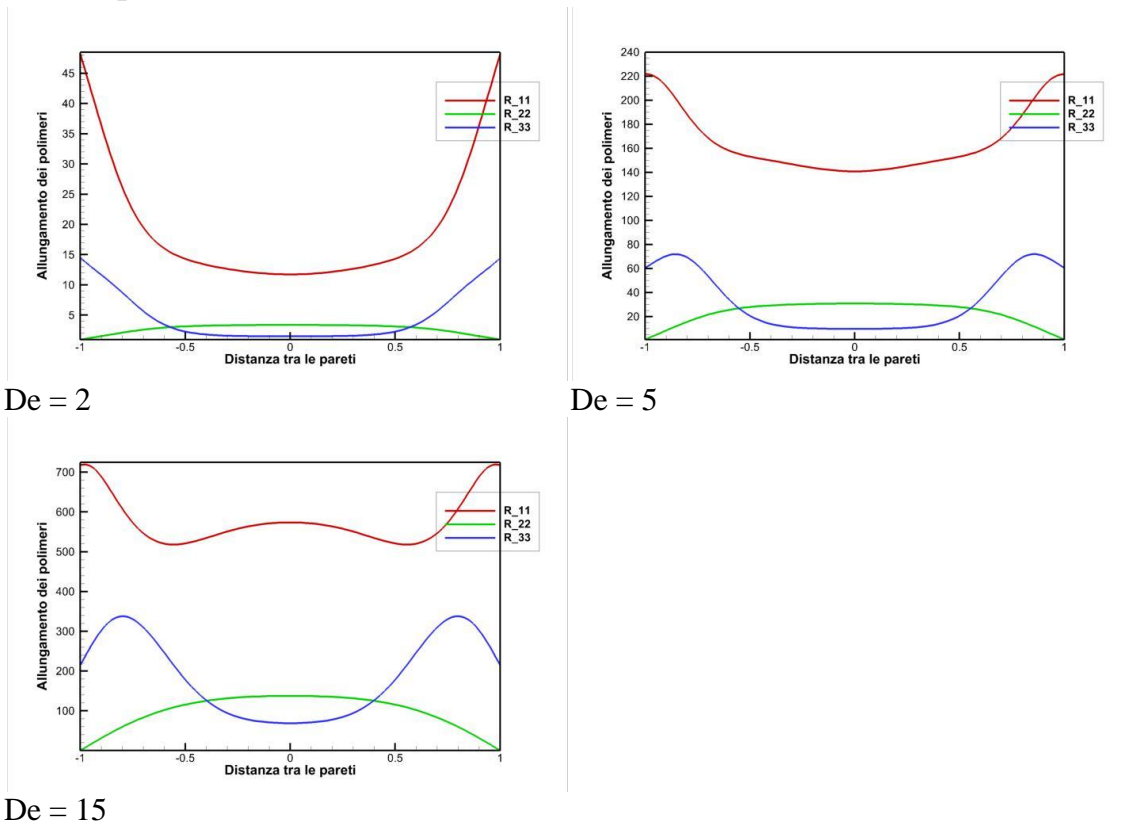 45
40
35
30
25
20
15
10
5
Allungamento dei polimeri
R_11
R_22
R_33
-1
-0.5
0
0.5
1
Distanza tra le pareti
De = 2
240
220
200
180
160
140
120
100
80
60
40
20
Allungamento dei polimeri
R_11
R_22
R_33
-1
-0.5
0
0.5
1
Distanza tra le pareti
De = 5
700
600
500
400
300
200
100
Allungamento dei polimeri
R_11
R_22
R_33
-1
-0.5
0
0.5
1
Distanza tra le pareti
De = 15